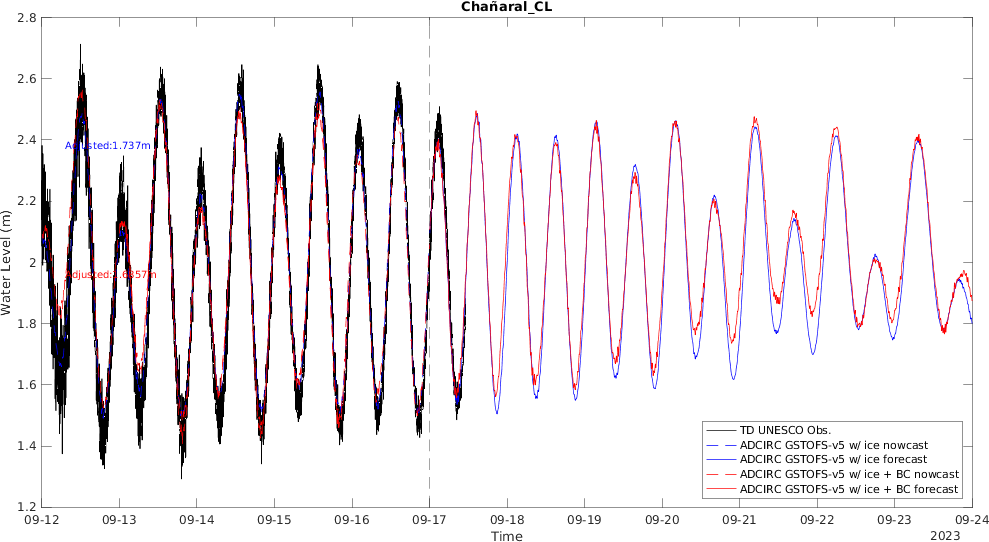 Chañaral_CL
2.8
2.6
2.4
2.2
2
1.8
1.6
1.4
1.2
Water Level (m)
Adjusted:1.737m
TD UNESCO Obs.
ADCIRC GSTOFS-v5 w/ ice nowcast
ADCIRC GSTOFS-v5 w/ ice forecast
ADCIRC GSTOFS-v5 w/ ice + BC nowcast
ADCIRC GSTOFS-v5 w/ ice + BC forecast
09-12 09-13 09-14 09-15 09-16 09-17 09-18 09-19 09-20 09-21 09-22 09-23 09-24
Time
2023